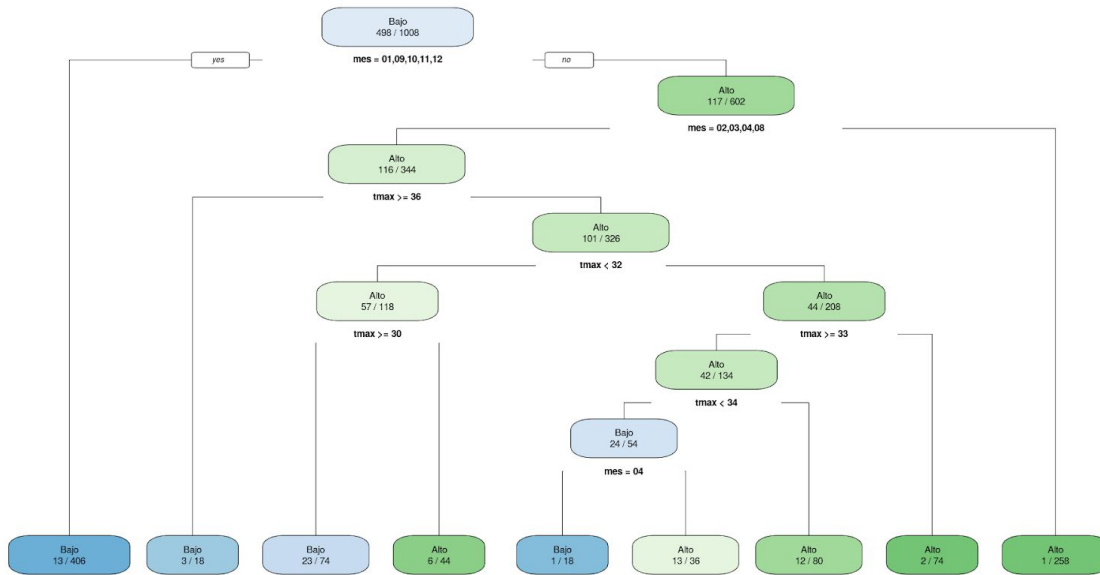 Bajo
498 / 1008
yes
mes = 01,09,10,11,12
no
Alto
117 / 602
mes = 02,03,04,08
Alto
116 / 344
tmax >= 36
Alto
101 / 326
tmax < 32
Alto
57 / 118
tmax >= 30
Alto
44 / 208
tmax >= 33
Alto
42 / 134
tmax < 34
Bajo
24 / 54
mes = 04
Bajo
13 / 406
Bajo
3 / 18
Bajo
23 / 74
Alto
6 / 44
Bajo
1 / 18
Alto
13 / 36
Alto
12 / 80
Alto
2 / 74
Alto
1 / 258